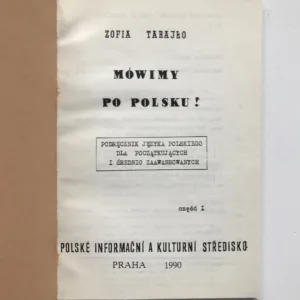 ZOFIA TARAJŁO
MÓWIMY
PO POLSKU!
PODRĘCZNIK JĘZYKA POLSKIEGO
DLA POCZĄTKUJĄCYCH
I ŚREDNIO ZAAWANSOWANYCH
część I
POLSKÉ INFORMAČNÍ A KULTURNÍ STŘEDISKO
PRAHA 1990